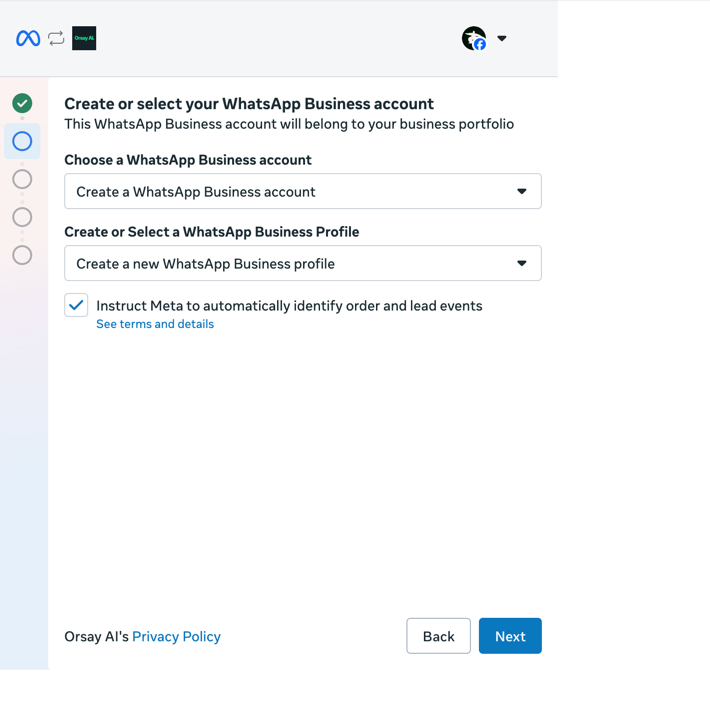 Orsay AI.
Create or select your WhatsApp Business account
This WhatsApp Business account will belong to your business portfolio
Choose a WhatsApp Business account
Create a WhatsApp Business account
Create or Select a WhatsApp Business Profile
Create a new WhatsApp Business profile
Instruct Meta to automatically identify order and lead events
See terms and details
Orsay AI's Privacy Policy
Back
Next